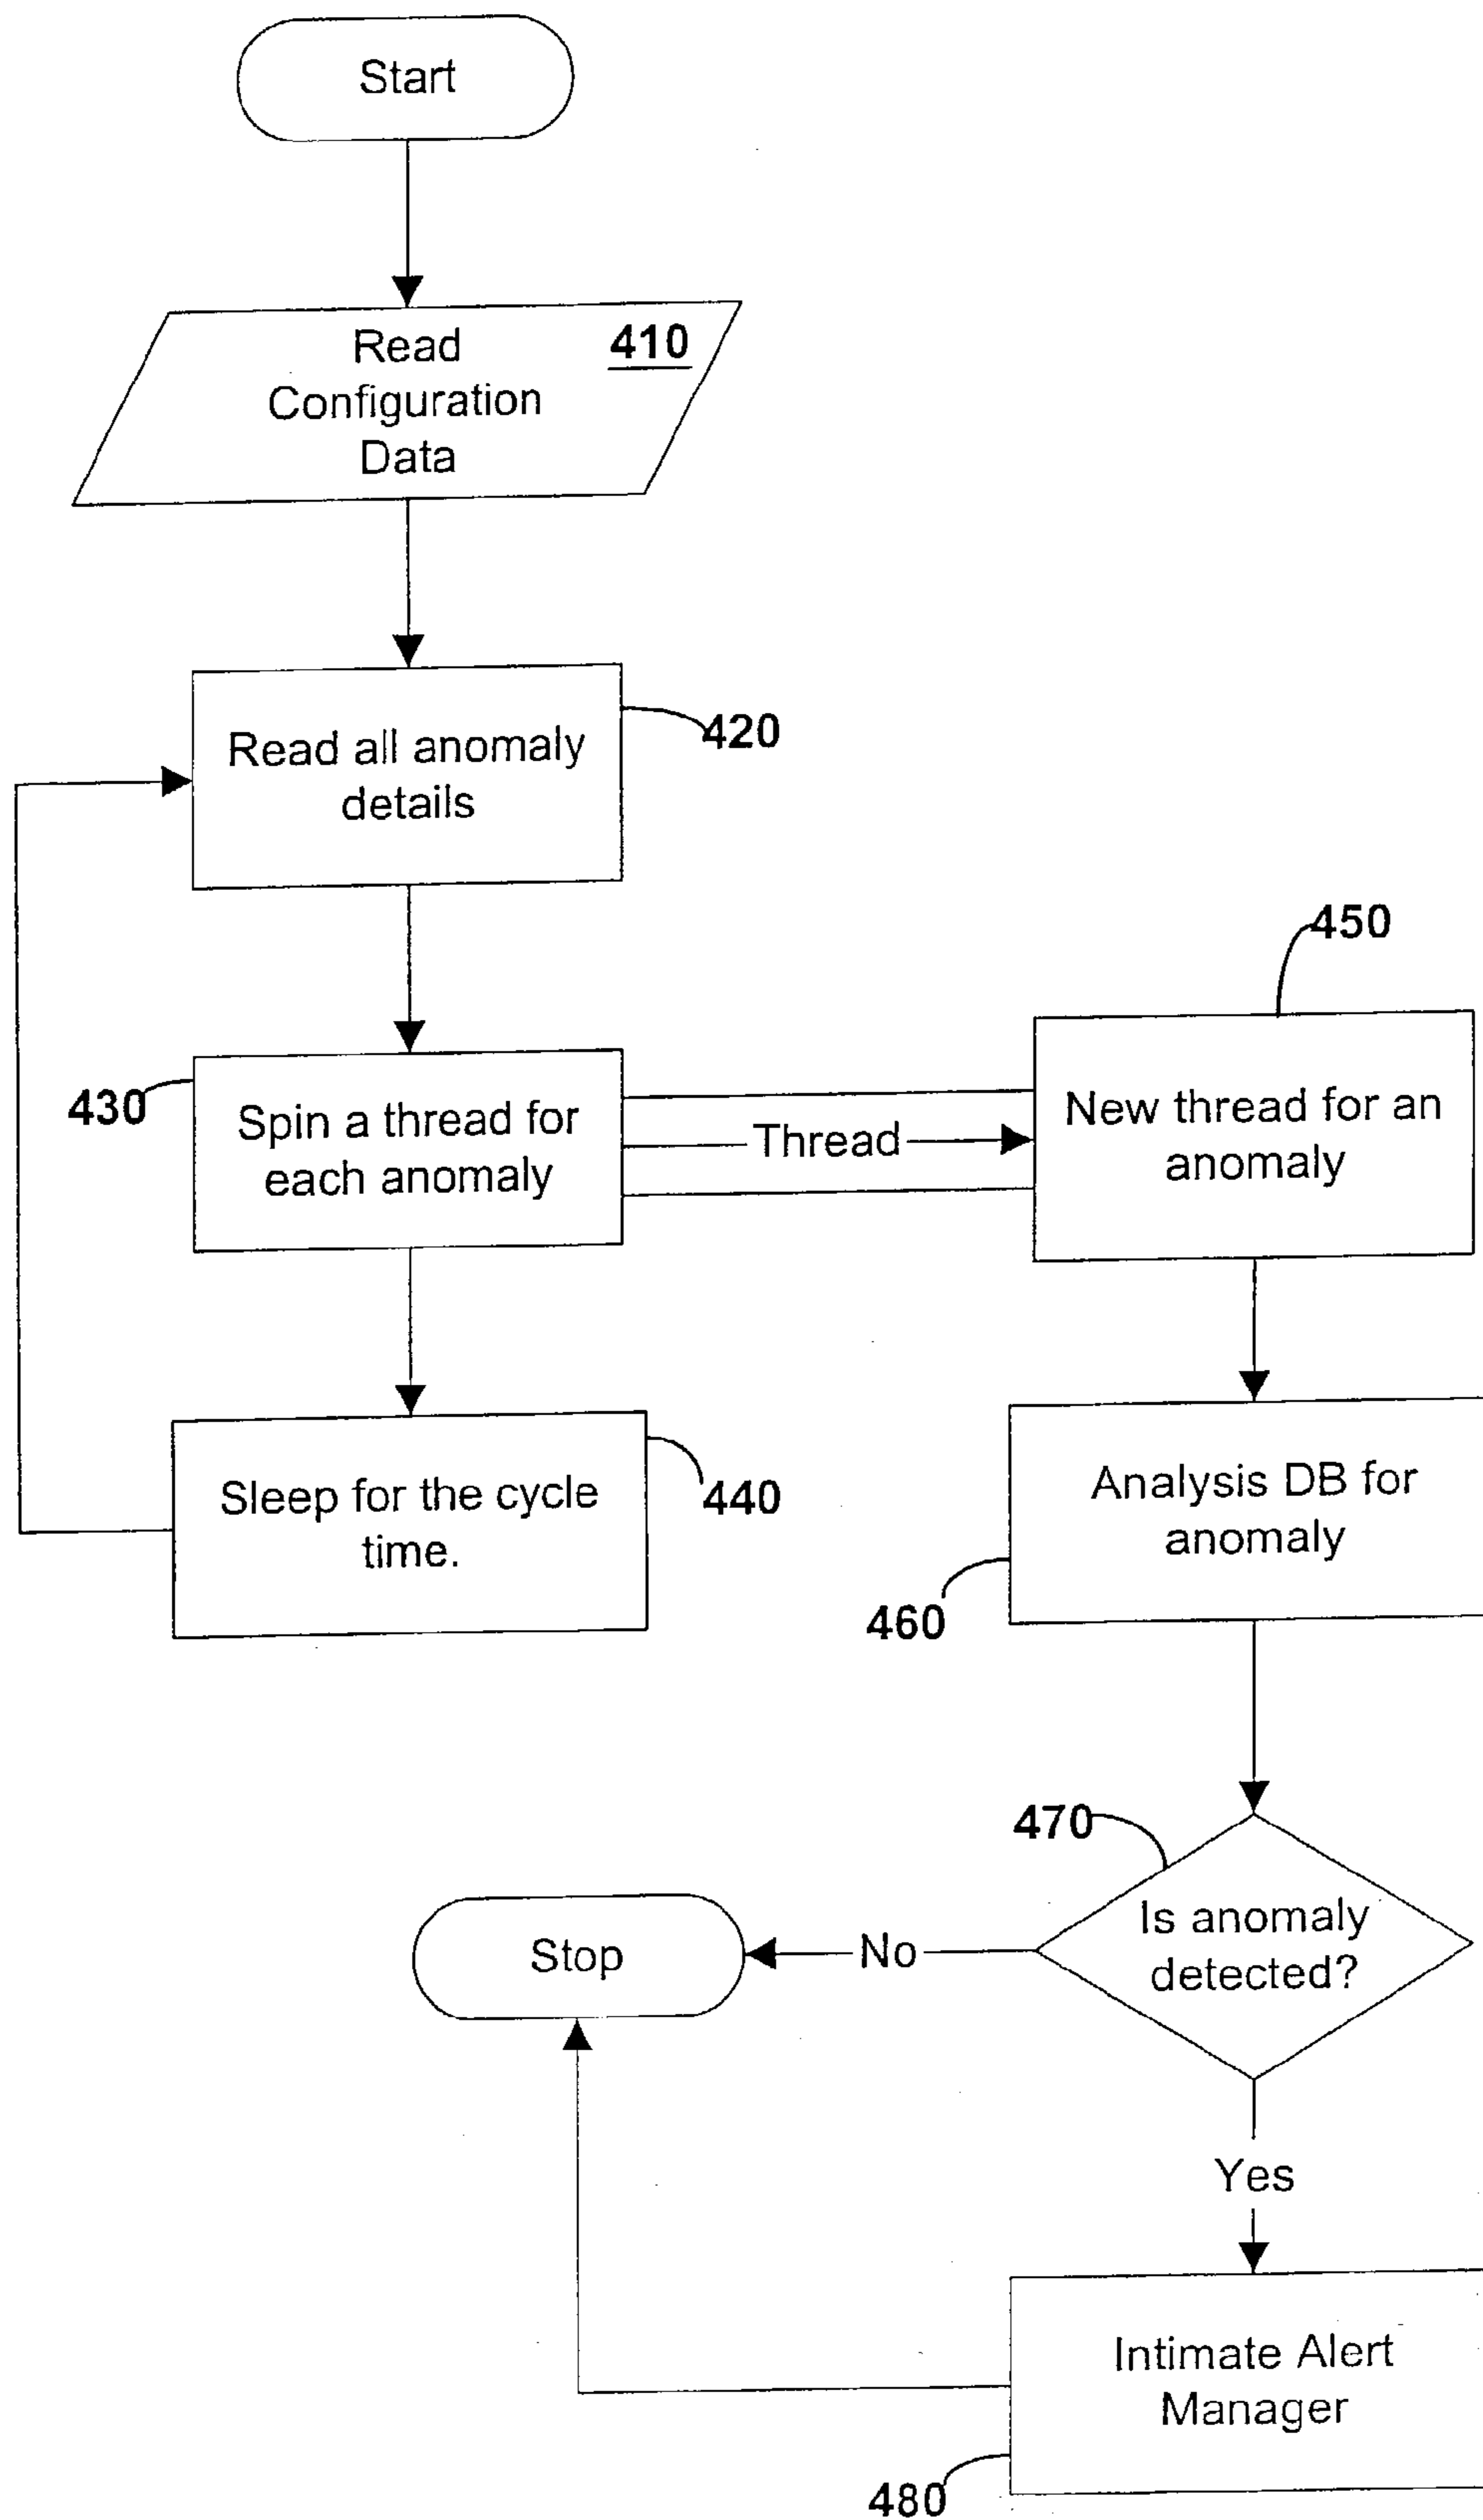 Start
Read
Configuration
Data
410
Read all anomaly
details
420
430
Spin a thread for
each anomaly
Thread
450
New thread for an
anomaly
Sleep for the cycle
time.
440
Analysis DB for
anomaly
460
470
Is anomaly
detected?
No
Stop
Yes
Intimate Alert
Manager
480